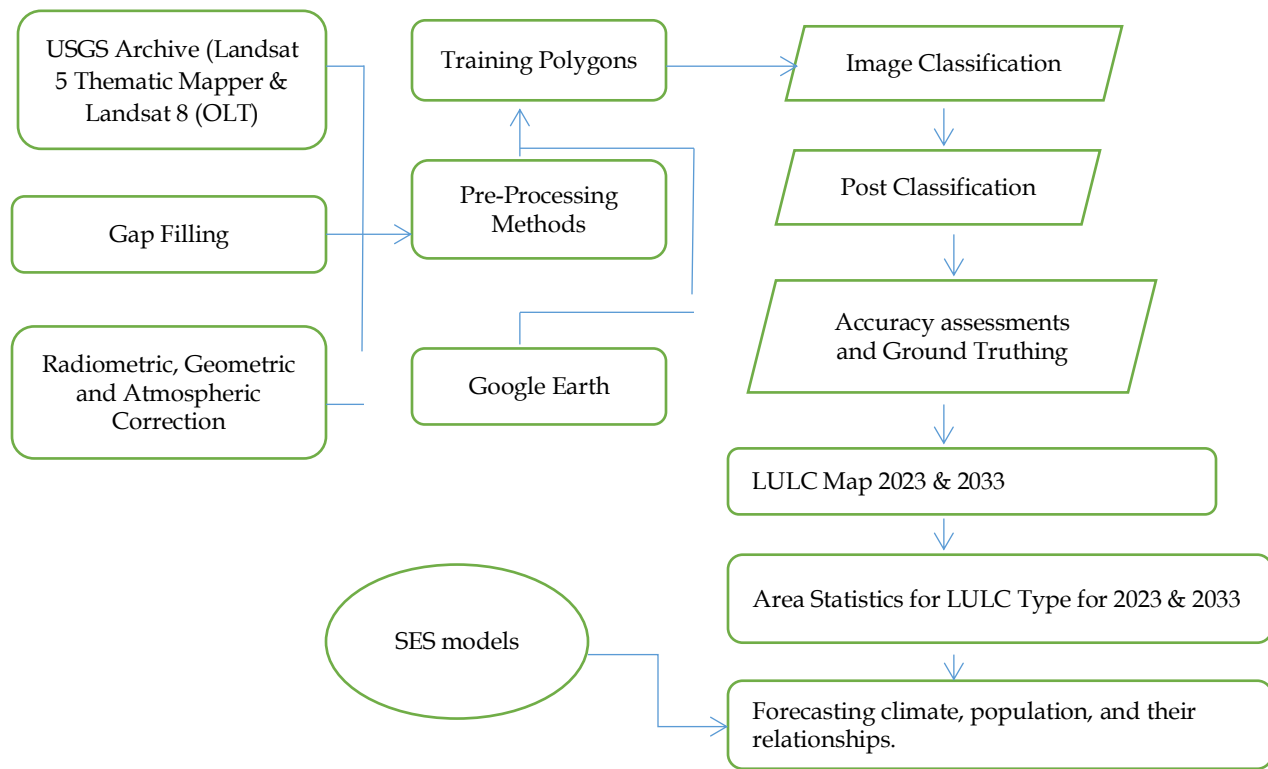 USGS Archive (Landsat
5 Thematic Mapper &
Landsat 8 (OLT)
Gap Filling
Radiometric, Geometric
and Atmospheric
Correction
Training Polygons
Pre-Processing
Methods
Google Earth
Image Classification
Post Classification
Accuracy assessments
and Ground Truthing
LULC Map 2023 & 2033
Area Statistics for LULC Type for 2023 & 2033
SES models
Forecasting climate, population, and their
relationships.